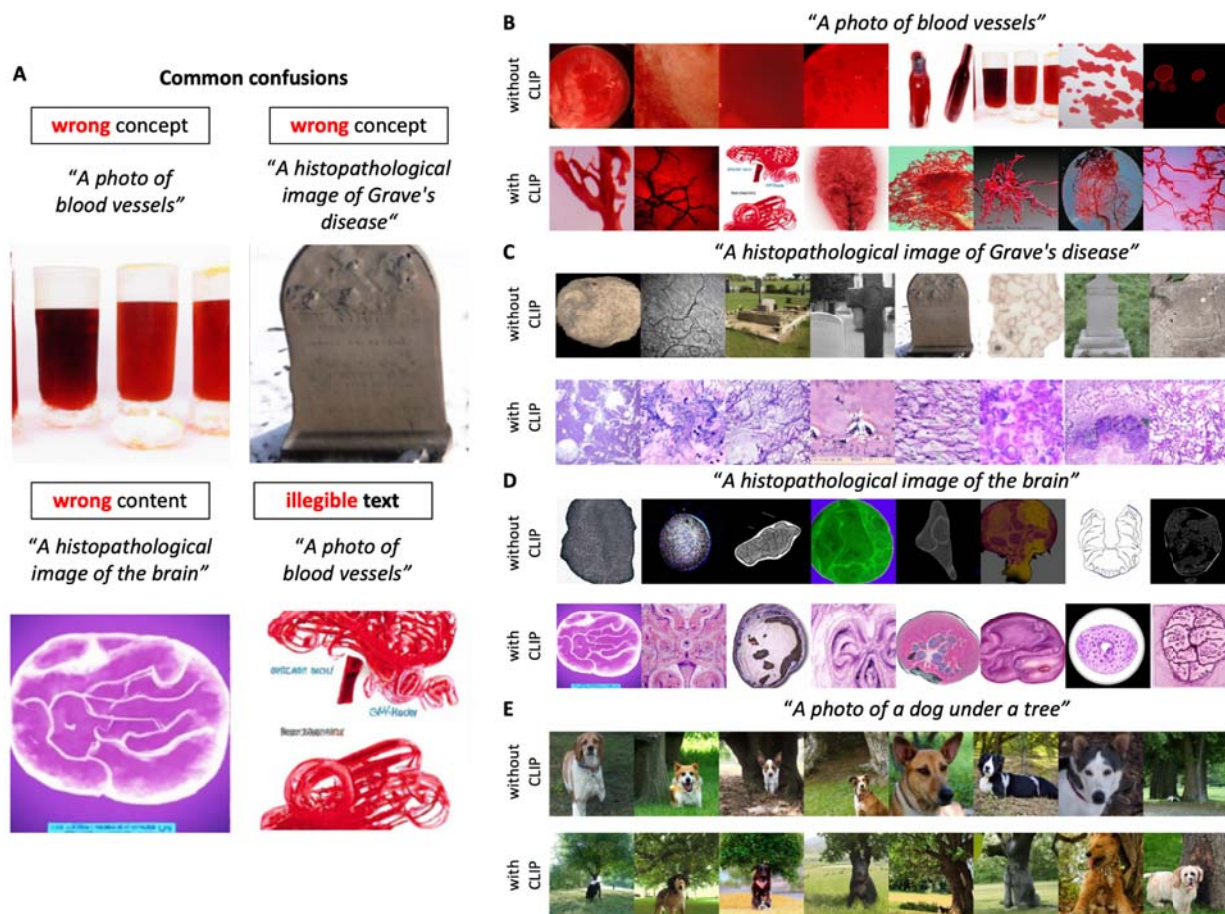 A
Common confusions
wrong concept
"A photo of
blood vessels"
wrong concept
"A histopathological
image of Grave's
disease“
wrong content
"A histopathological
image of the brain"
illegible text
"A photo of
blood vessels"
B
"A photo of blood vessels"
without
CLIP
with
CLIP
C
"A histopathological image of Grave's disease"
without
CLIP
with
CLIP
D
"A histopathological image of the brain"
without
CLIP
with
CLIP
E
"A photo of a dog under a tree"
without
CLIP
with
CLIP